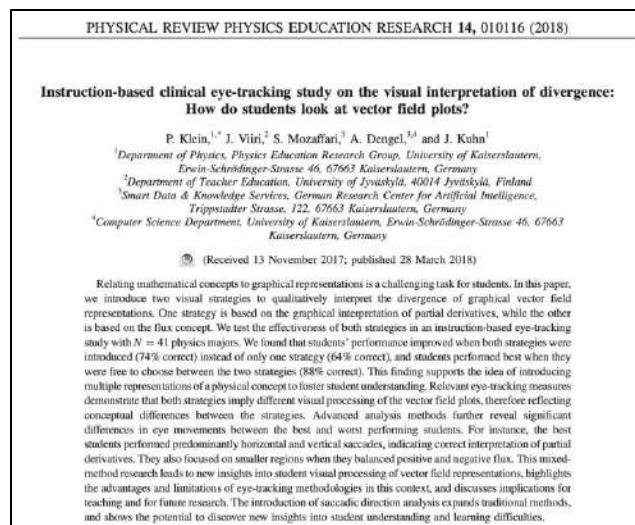 PHYSICAL REVIEW PHYSICS EDUCATION RESEARCH 14, 010116 (2018)
Instruction-based clinical eye-tracking study on the visual interpretation of divergence:
How do students look at vector field plots?
P. Klein,1,* J. Viiri,2 S. Mozaffari,3 A. Dengel,3,4 and J. Kuhn1
1Department of Physics, Physics Education Research Group, University of Kaiserslautern,
Erwin-Schrödinger-Strasse 46, 67663 Kaiserslautern, Germany
2Department of Teacher Education, University of Jyväskylä, 40014 Jyväskylä, Finland
3Smart Data & Knowledge Services, German Research Center for Artificial Intelligence,
Trippstadter Strasse, 122, 67663 Kaiserslautern, Germany
4Computer Science Department, University of Kaiserslautern, Erwin-Schrödinger-Strasse 46, 67663
Kaiserslautern, Germany
(Received 13 November 2017; published 28 March 2018)
Relating mathematical concepts to graphical representations is a challenging task for students. In this paper,
we introduce two visual strategies to qualitatively interpret the divergence of graphical vector field
representations. One strategy is based on the graphical interpretation of partial derivatives, while the other
is based on the flux concept. We test the effectiveness of both strategies in an instruction-based eye-tracking
study with N = 41 physics majors. We found that students' performance improved when both strategies were
introduced (74% correct) instead of only one strategy (64% correct), and students performed best when they
were free to choose between the two strategies (88% correct). This finding supports the idea of introducing
multiple representations of a physical concept to foster student understanding. Relevant eye-tracking measures
demonstrate that both strategies imply different visual processing of the vector field plots, therefore reflecting
conceptual differences between the strategies. Advanced analysis methods further reveal significant
differences in eye movements between the best and worst performing students. For instance, the best
students performed predominantly horizontal and vertical saccades, indicating correct interpretation of partial
derivatives. They also focused on smaller regions when they balanced positive and negative flux. This mixed-
method research leads to new insights into student visual processing of vector field representations, highlights
the advantages and limitations of eye-tracking methodologies in this context, and discusses implications for
teaching and for future research. The introduction of saccadic direction analysis expands traditional methods,
and shows the potential to discover new insights into student understanding and learning difficulties.